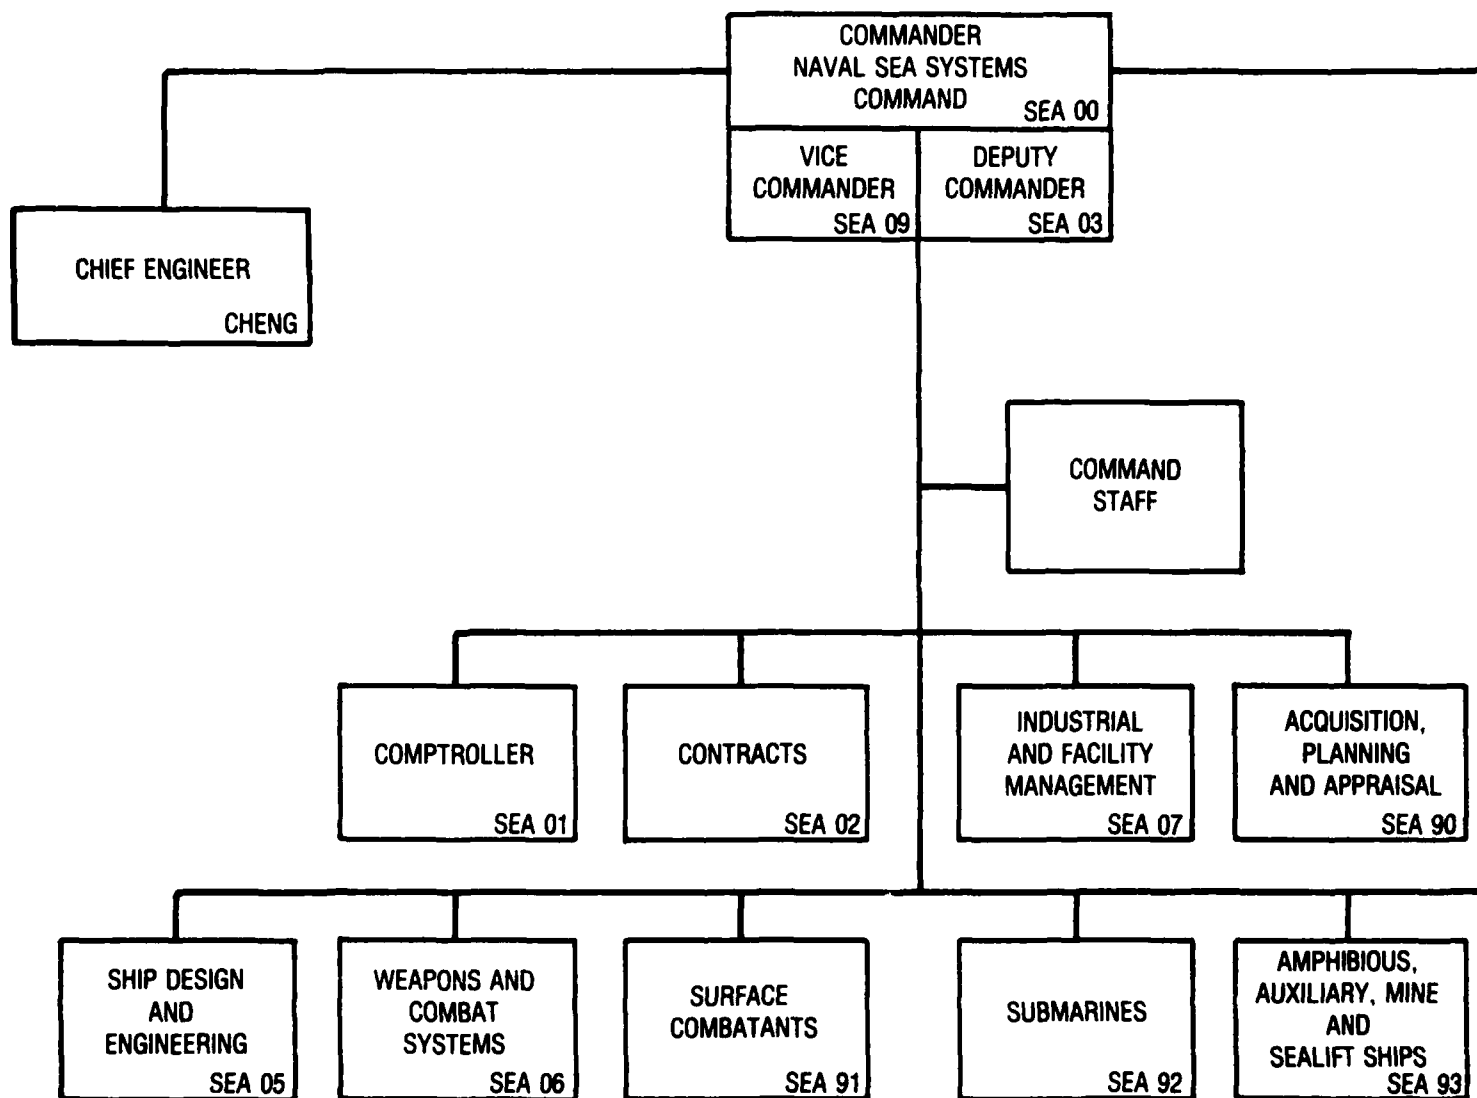 COMMANDER
NAVAL SEA SYSTEMS
COMMAND
SEA 00
VICE
COMMANDER
SEA 09
DEPUTY
COMMANDER
SEA 03
CHIEF ENGINEER
CHENG
COMMAND
STAFF
COMPTROLLER
SEA 01
CONTRACTS
SEA 02
INDUSTRIAL
AND FACILITY
MANAGEMENT
SEA 07
ACQUISITION,
PLANNING
AND APPRAISAL
SEA 90
SHIP DESIGN
AND
ENGINEERING
SEA 05
WEAPONS AND
COMBAT
SYSTEMS
SEA 06
SURFACE
COMBATANTS
SEA 91
SUBMARINES
SEA 92
AMPHIBIOUS,
AUXILIARY, MINE
AND
SEALIFT SHIPS
SEA 93